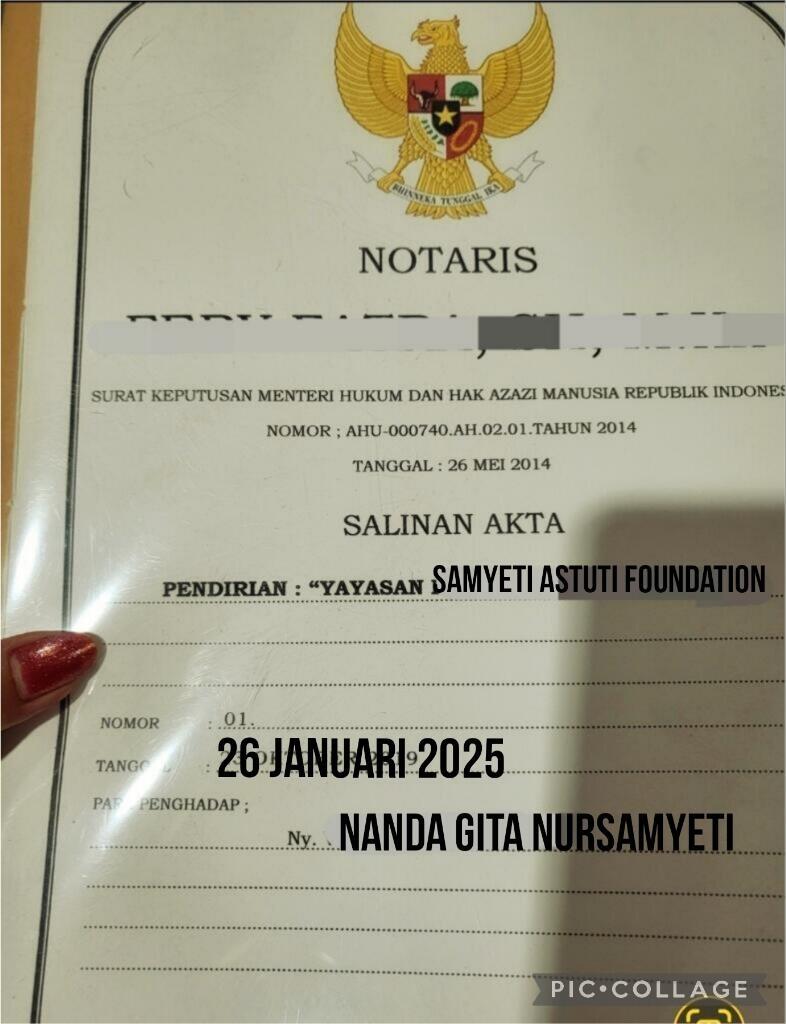 BHINNEKA TUNGGAL IKA
NOTARIS
SURAT KEPUTUSAN MENTERI HUKUM DAN HAK AZAZI MANUSIA REPUBLIK INDONES
NOMOR ; AHU-000740.AH.02.01.TAHUN 2014
TANGGAL : 26 MEI 2014
SALINAN AKTA
PENDIRIAN : “YAYASAN SAMYETI ASTUTI FOUNDATION
NOMOR : 01.
: 26 JANUARI 2025
PENGHADAP ;
Ny. NANDA GITA NURSAMYETI
PIC•COLLAGE